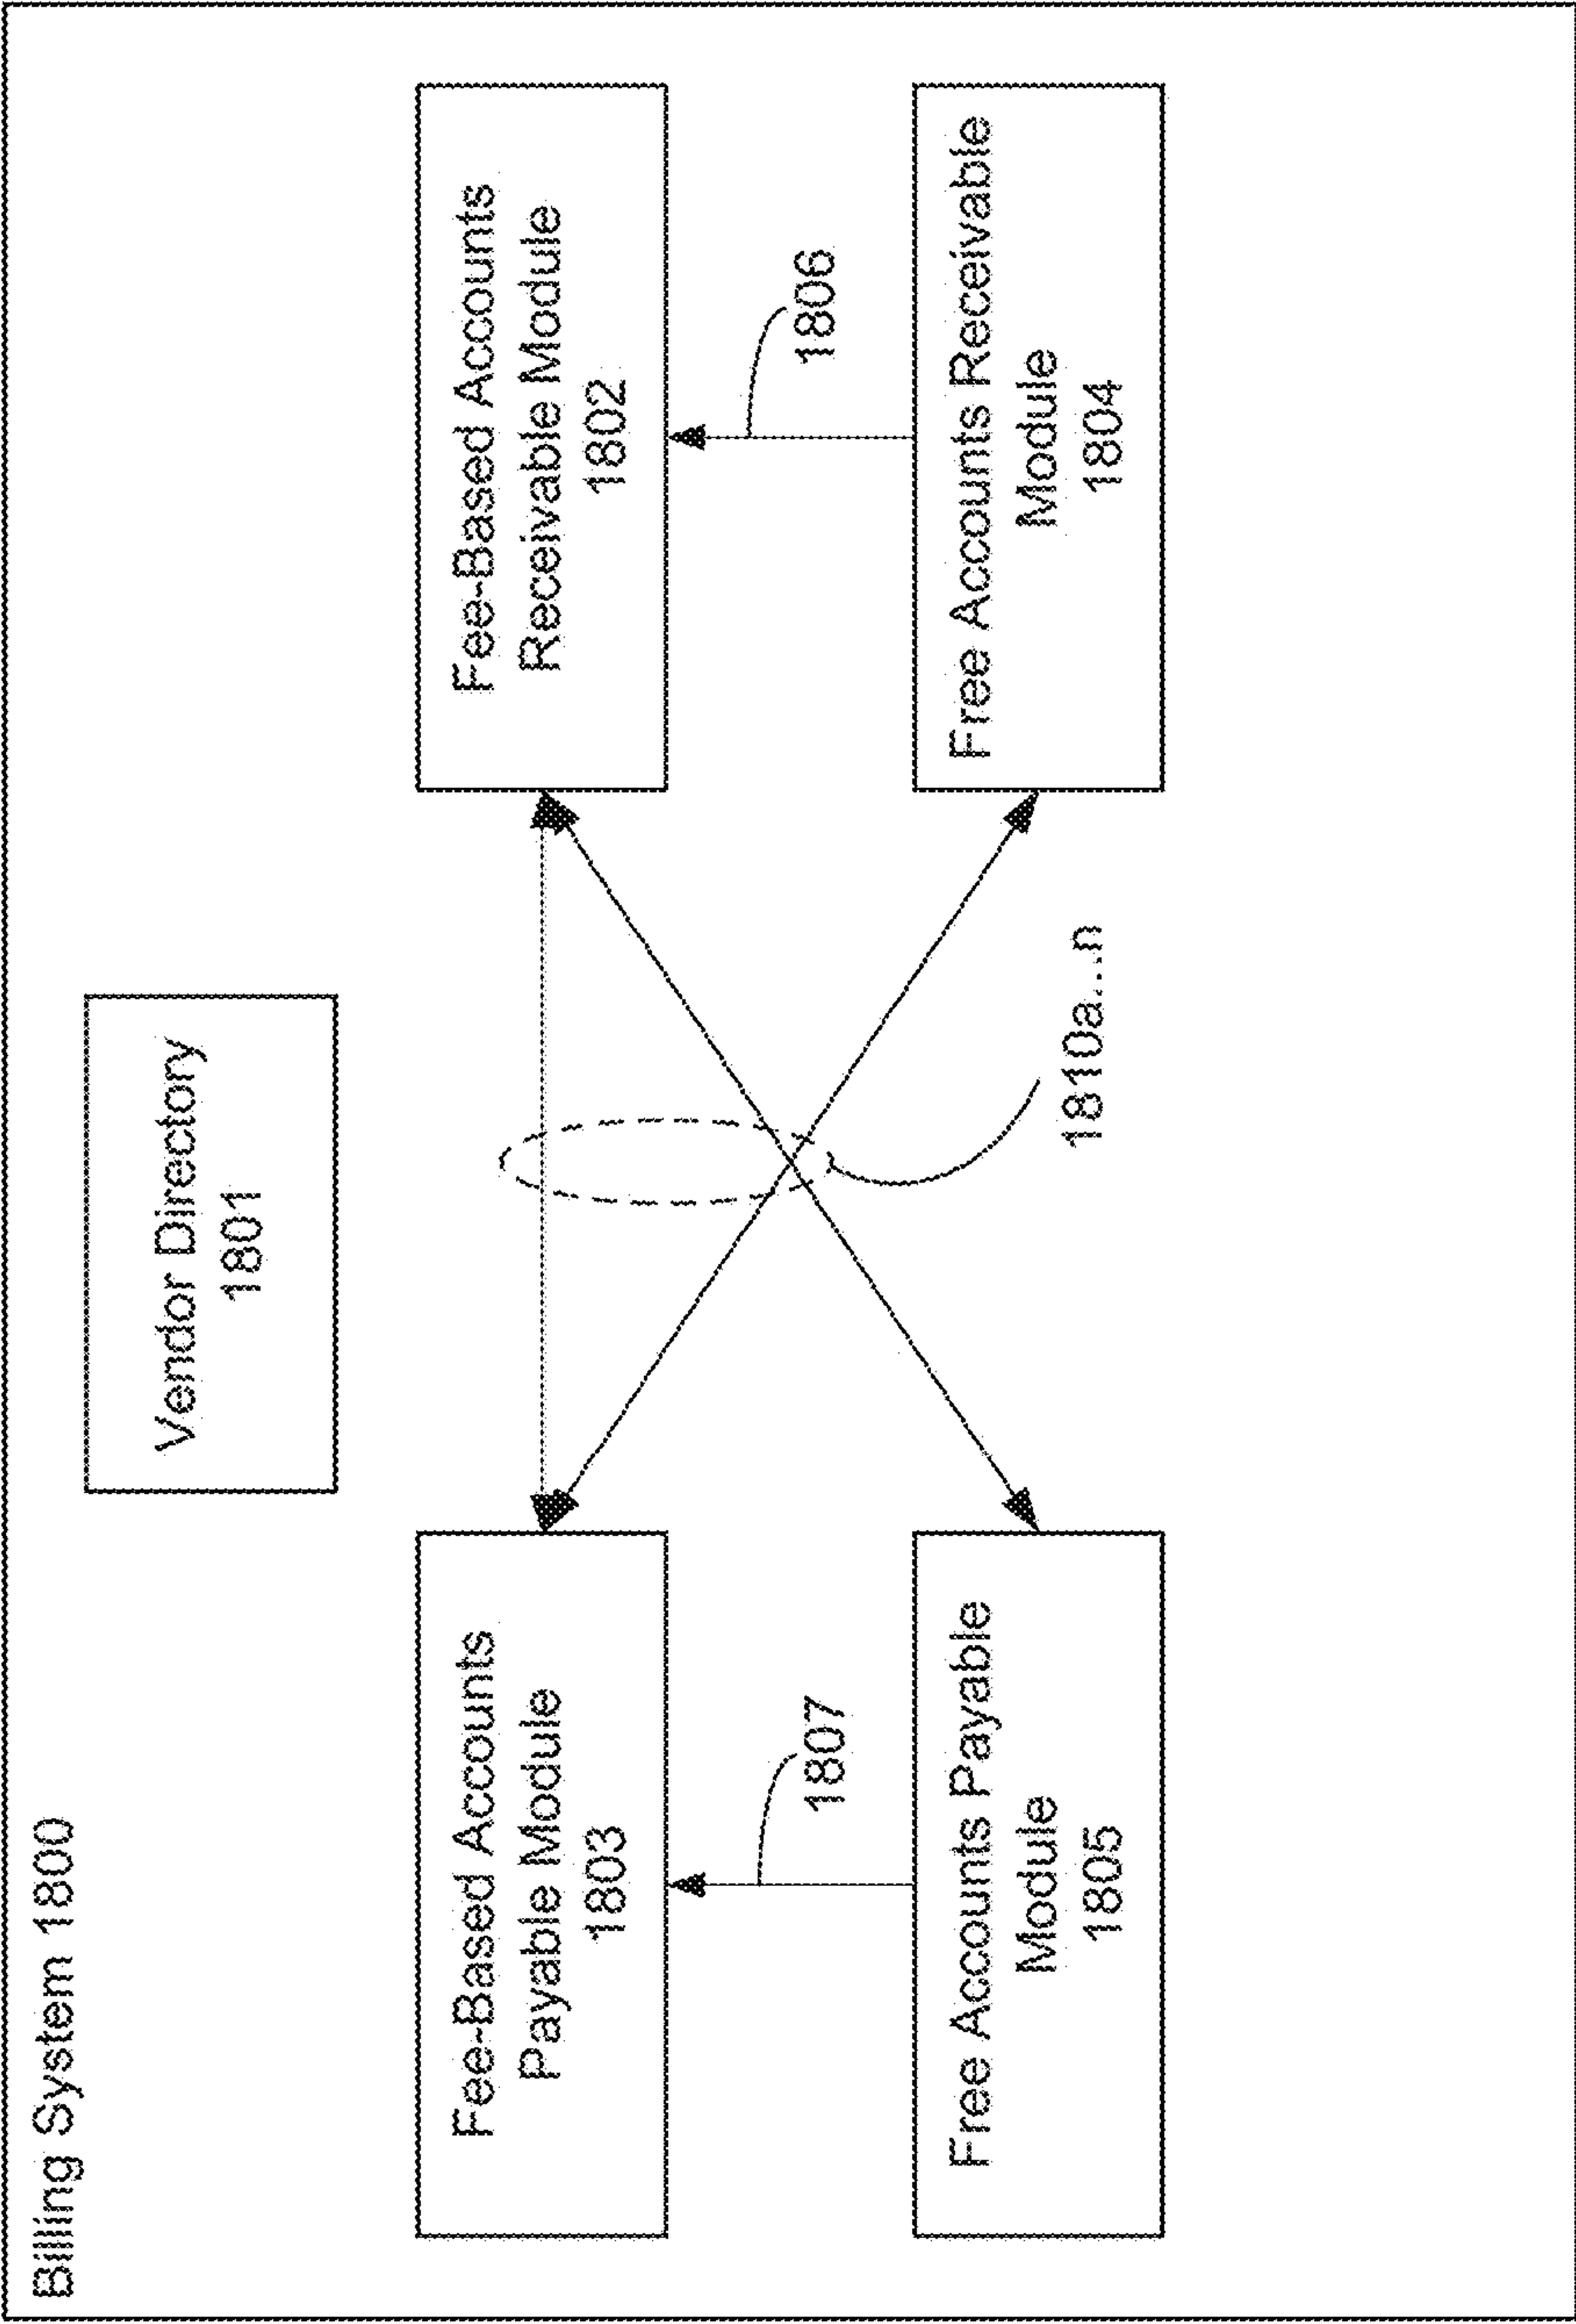 Billing System 1800
Vendor Directory
1801
Fee-Based Accounts
Payable Module
1803
Fee-Based Accounts
Receivable Module
1802
1807
1806
Free Accounts Payable
Module
1805
1810a...n
Free Accounts Receivable
Module
1804